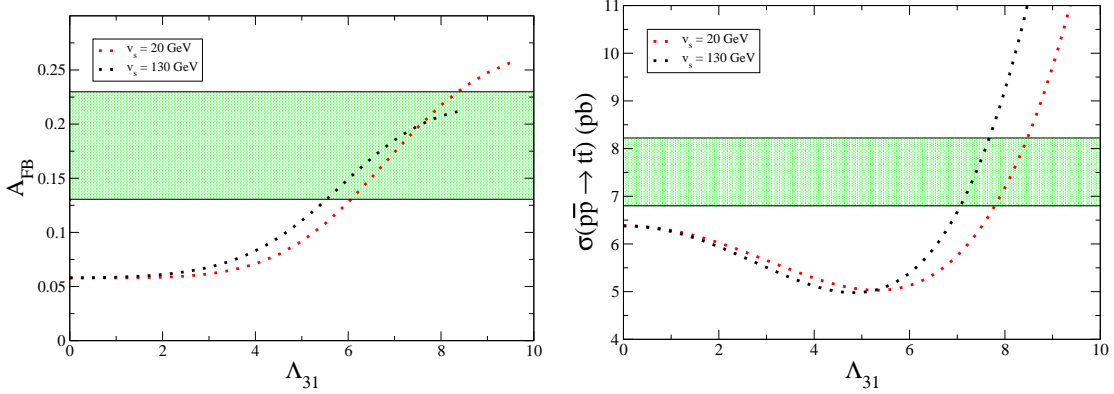 v_s = 20 GeV
v_s = 130 GeV
0.25
0.2
0.15
0.1
0.05
0
A_FB
0 2 4 6 8 10
Λ_31
v_s = 20 GeV
v_s = 130 GeV
11
10
9
8
7
6
5
4
σ(pp̅ → tt̅) (pb)
0 2 4 6 8 10
Λ_31